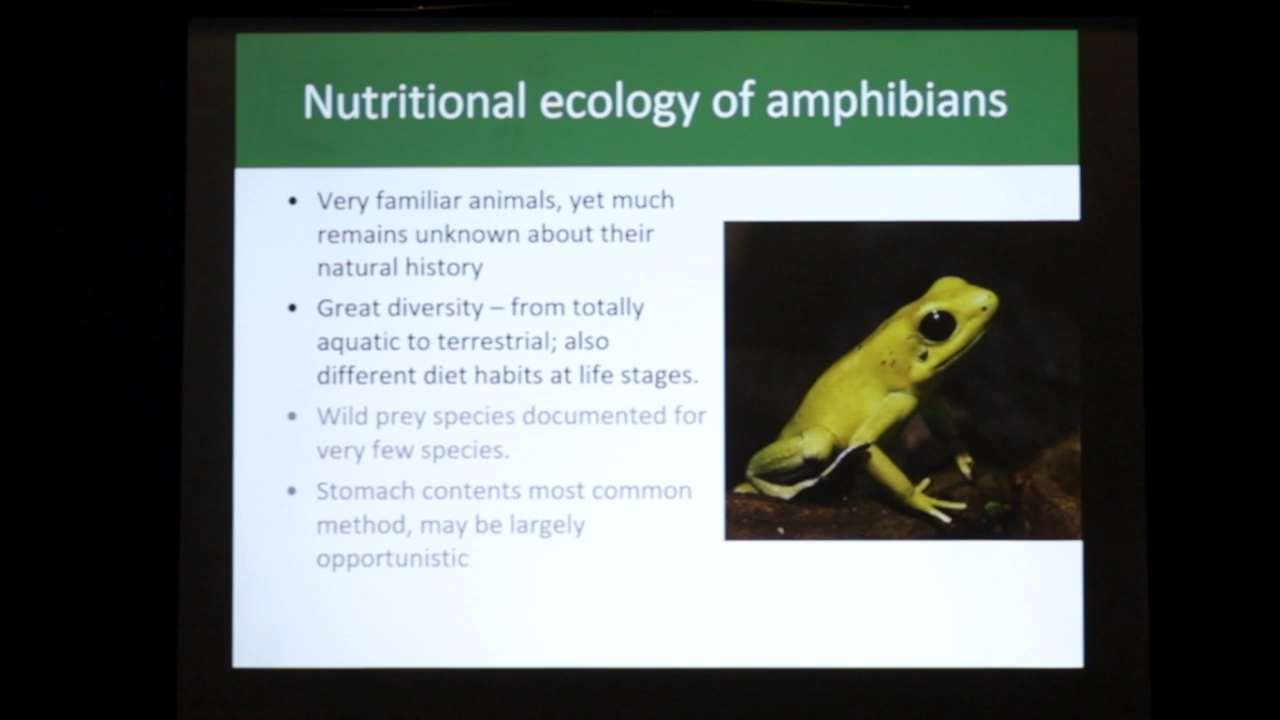 Nutritional ecology of amphibians
• Very familiar animals, yet much
remains unknown about their
natural history
• Great diversity – from totally
aquatic to terrestrial; also
different diet habits at life stages.
• Wild prey species documented for
very few species.
• Stomach contents most common
method, may be largely
opportunistic